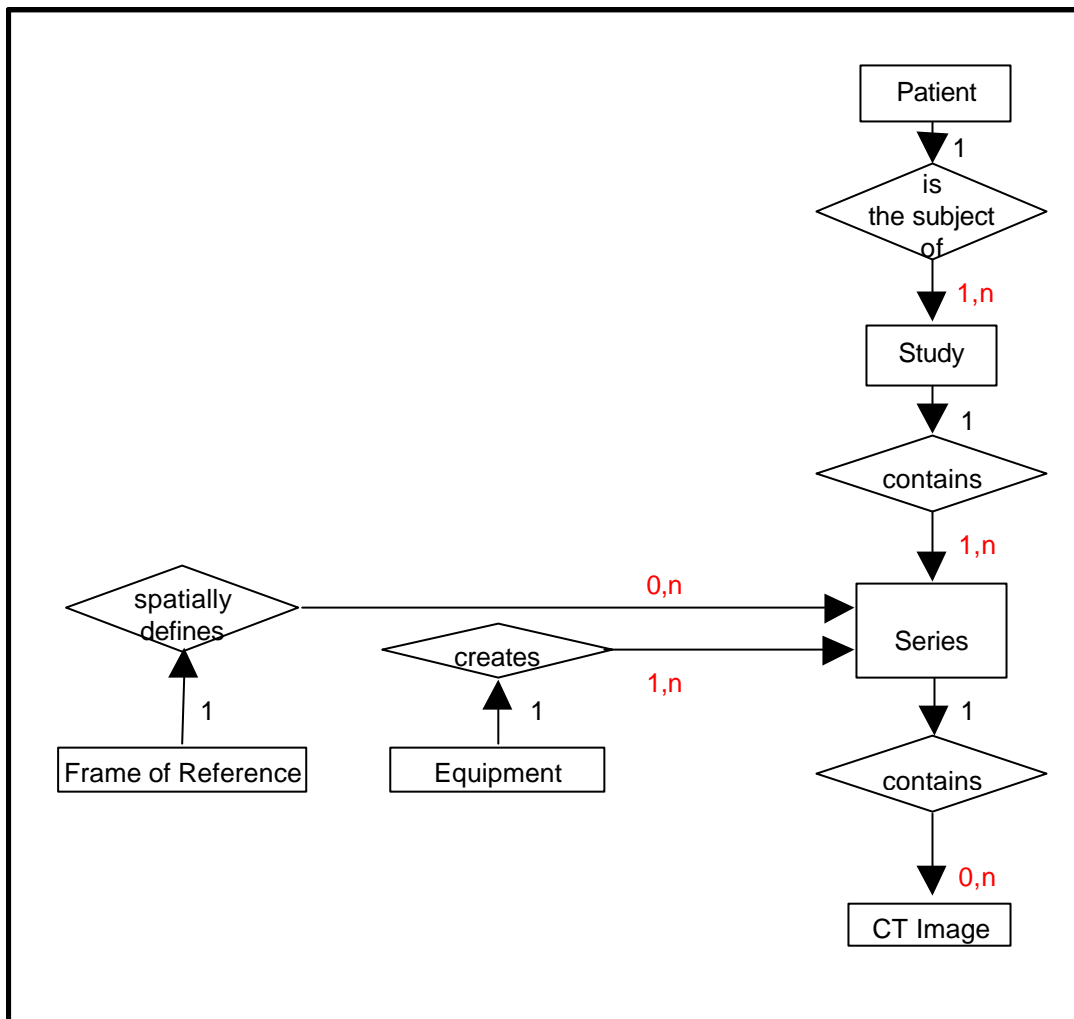 Patient
1
is
the subject
of
1,n
Study
1
contains
1,n
spatially
defines
0,n
creates
1,n
Series
1
1
1
Frame of Reference
Equipment
contains
0,n
CT Image